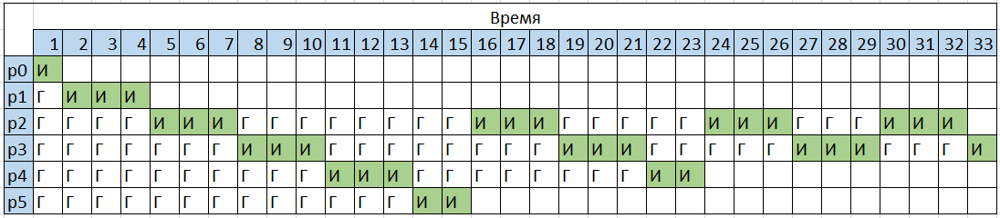 Время
1 2 3 4 5 6 7 8 9 10 11 12 13 14 15 16 17 18 19 20 21 22 23 24 25 26 27 28 29 30 31 32 33
p0 И
p1 Г И И И
p2 Г Г Г Г И И И Г Г Г Г Г Г Г Г И И И Г Г Г Г Г И И И Г Г Г И И И
p3 Г Г Г Г Г Г Г И И И Г Г Г Г Г Г Г Г И И И Г Г Г Г Г И И И Г Г Г И
p4 Г Г Г Г Г Г Г Г Г Г И И И Г Г Г Г Г Г Г Г И И
p5 Г Г Г Г Г Г Г Г Г Г Г Г Г И И